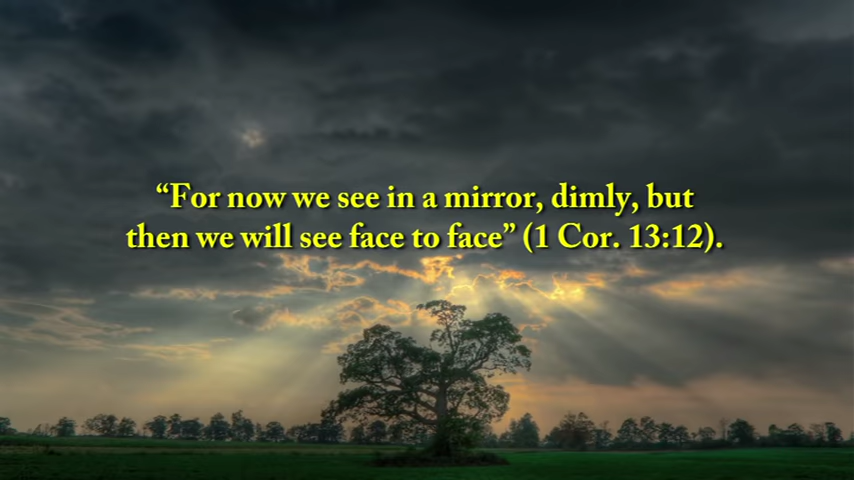 “For now we see in a mirror, dimly, but
then we will see face to face” (1 Cor. 13:12).